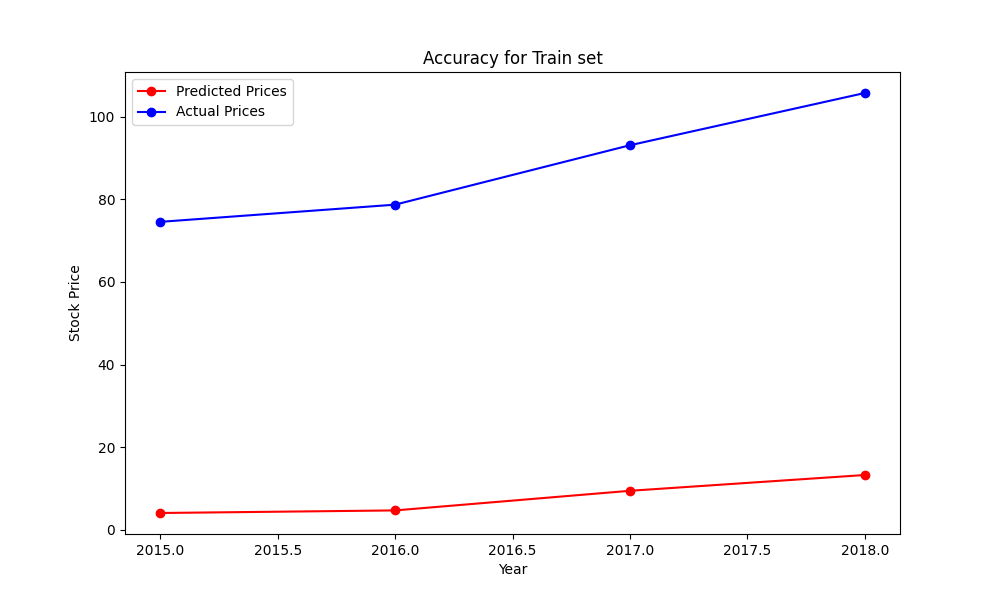 Accuracy for Train set
Predicted Prices
Actual Prices
100
80
60
40
20
0
Stock Price
2015.0 2015.5 2016.0 2016.5 2017.0 2017.5 2018.0
Year